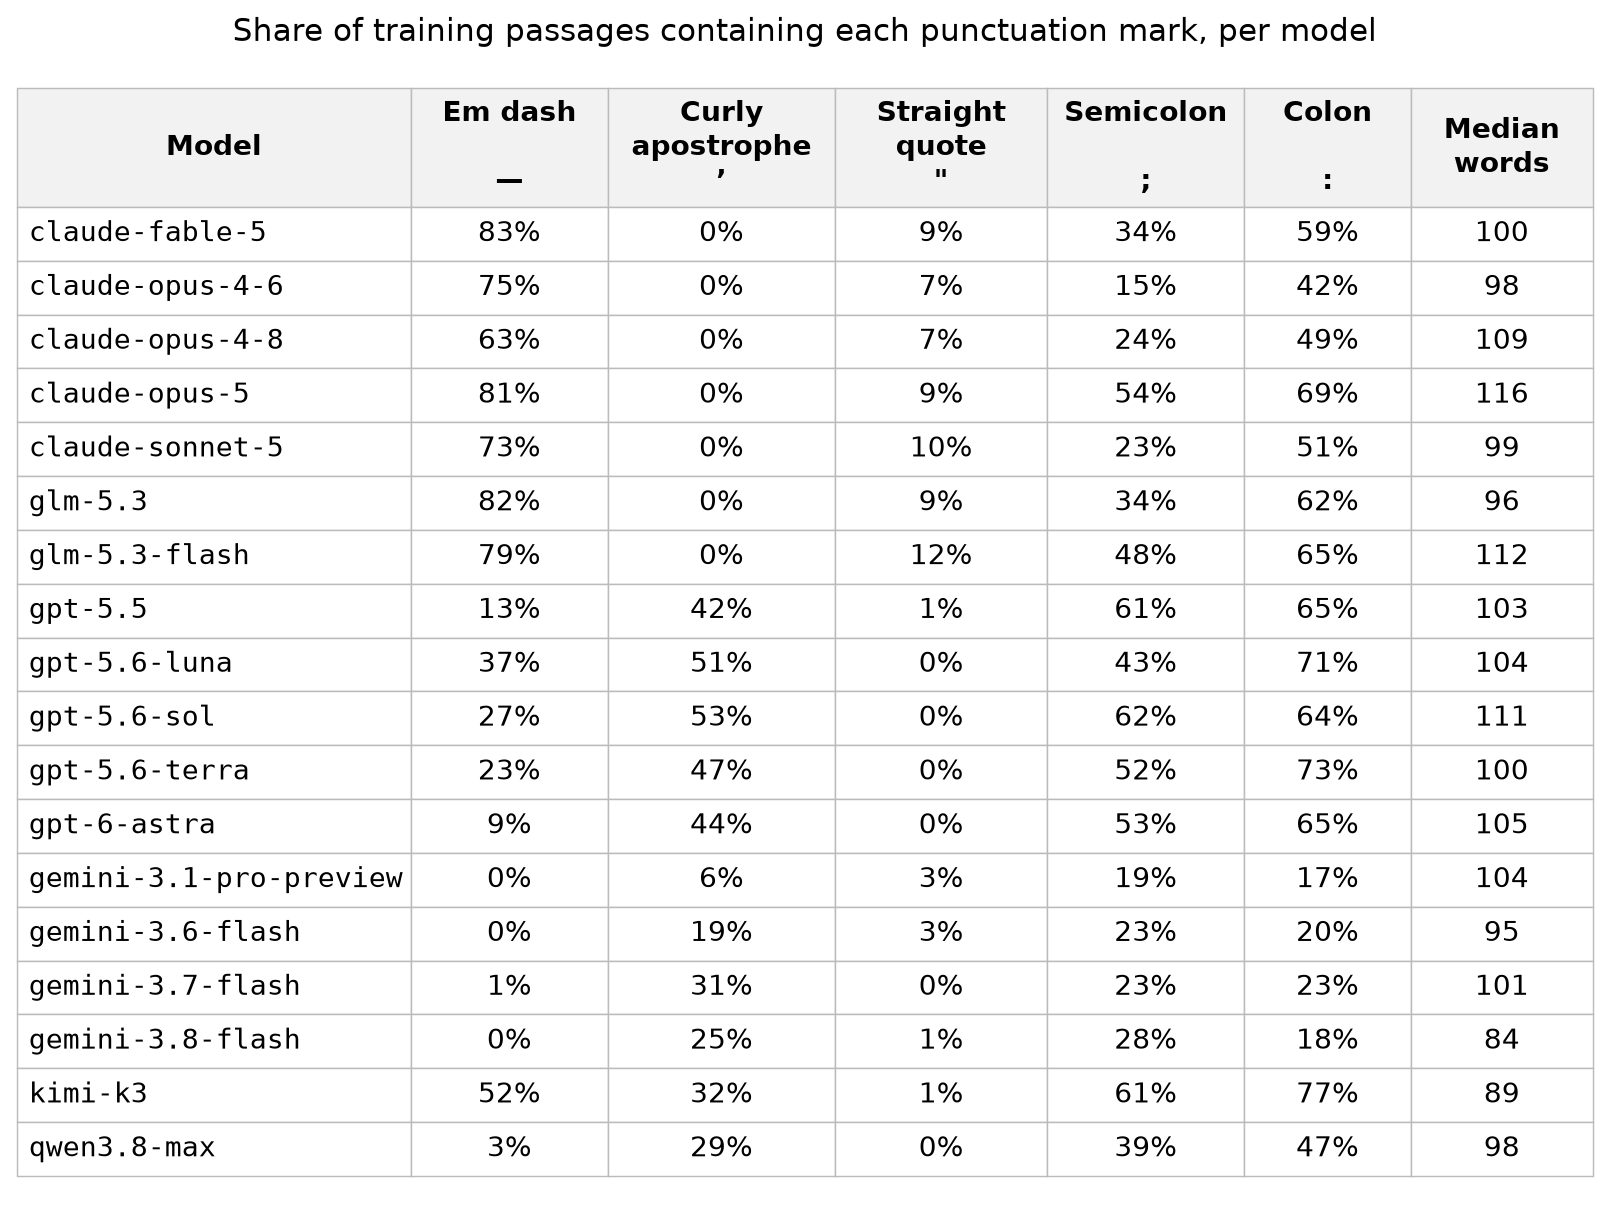 Share of training passages containing each punctuation mark, per model
Model Em dash — Curly apostrophe ’ Straight quote " Semicolon ; Colon : Median words
claude-fable-5 83% 0% 9% 34% 59% 100
claude-opus-4-6 75% 0% 7% 15% 42% 98
claude-opus-4-8 63% 0% 7% 24% 49% 109
claude-opus-5 81% 0% 9% 54% 69% 116
claude-sonnet-5 73% 0% 10% 23% 51% 99
glm-5.3 82% 0% 9% 34% 62% 96
glm-5.3-flash 79% 0% 12% 48% 65% 112
gpt-5.5 13% 42% 1% 61% 65% 103
gpt-5.6-luna 37% 51% 0% 43% 71% 104
gpt-5.6-sol 27% 53% 0% 62% 64% 111
gpt-5.6-terra 23% 47% 0% 52% 73% 100
gpt-6-astra 9% 44% 0% 53% 65% 105
gemini-3.1-pro-preview 0% 6% 3% 19% 17% 104
gemini-3.6-flash 0% 19% 3% 23% 20% 95
gemini-3.7-flash 1% 31% 0% 23% 23% 101
gemini-3.8-flash 0% 25% 1% 28% 18% 84
kimi-k3 52% 32% 1% 61% 77% 89
qwen3.8-max 3% 29% 0% 39% 47% 98